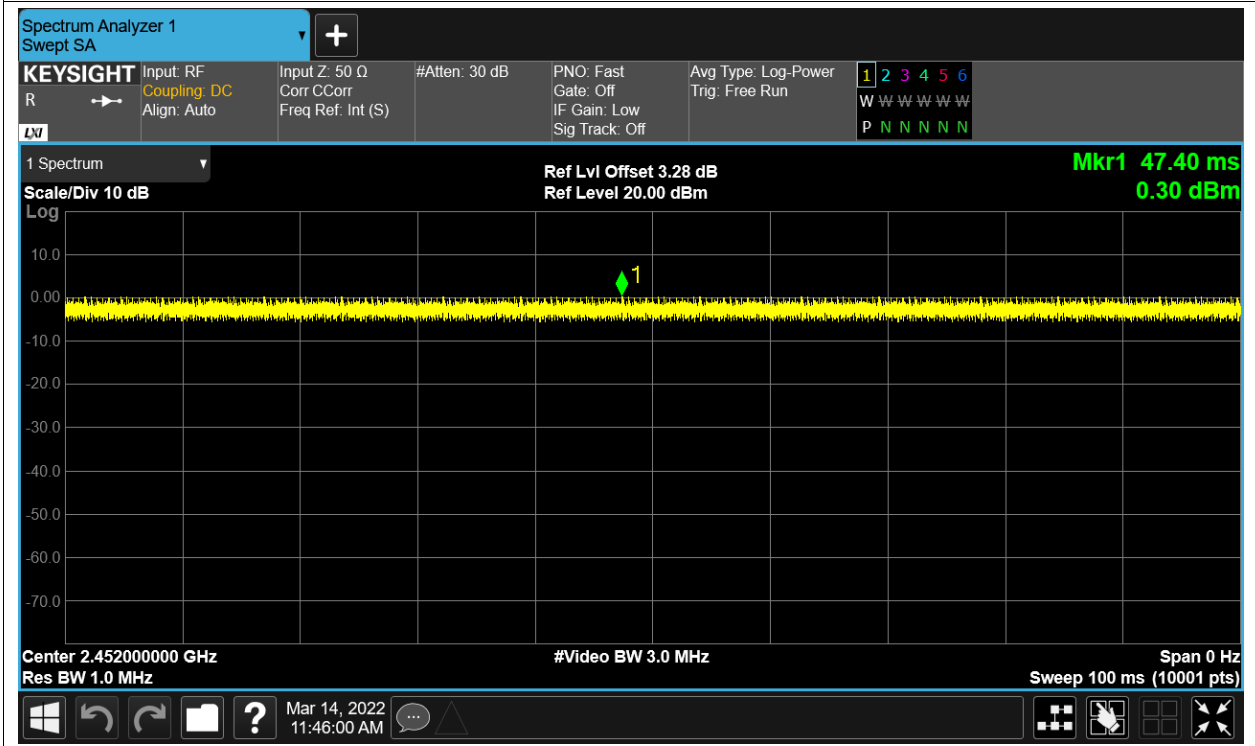 Spectrum Analyzer 1
Swept SA
KEYSIGHT
R
LXI
Input: RF
Coupling: DC
Align: Auto
Input Z: 50 Ω
Corr CCorr
Freq Ref: Int (S)
#Atten: 30 dB
PNO: Fast
Gate: Off
IF Gain: Low
Sig Track: Off
Avg Type: Log-Power
Trig: Free Run
1 2 3 4 5 6
W W W W W W
P N N N N N
1 Spectrum
Scale/Div 10 dB
Log
Ref Lvl Offset 3.28 dB
Ref Level 20.00 dBm
Mkr1 47.40 ms
0.30 dBm
1
10.0
0.00
-10.0
-20.0
-30.0
-40.0
-50.0
-60.0
-70.0
Center 2.452000000 GHz
Res BW 1.0 MHz
#Video BW 3.0 MHz
Span 0 Hz
Sweep 100 ms (10001 pts)
?
Mar 14, 2022
11:46:00 AM